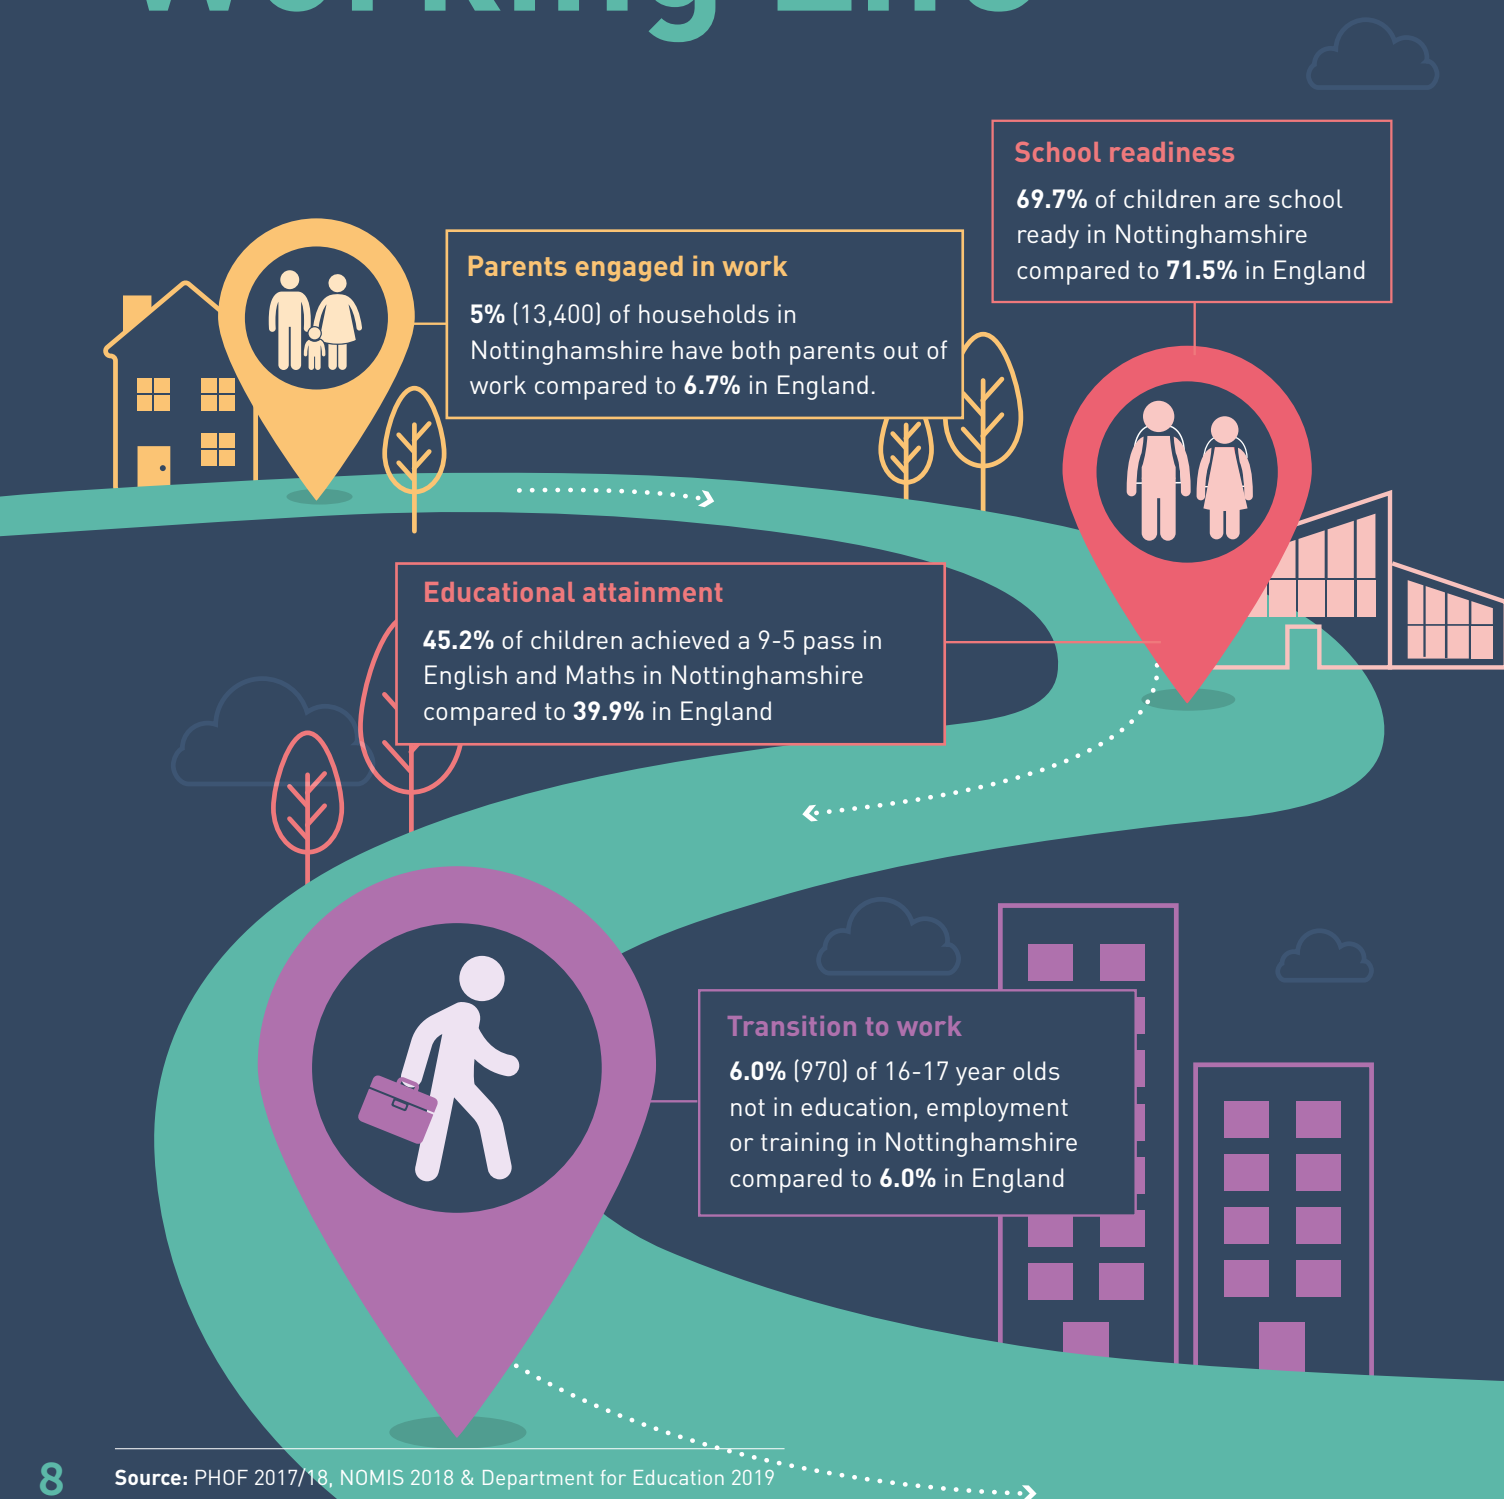 Working Life
School readiness
69.7% of children are school
ready in Nottinghamshire
compared to 71.5% in England
Parents engaged in work
5% (13,400) of households in
Nottinghamshire have both parents out of
work compared to 6.7% in England.
Educational attainment
45.2% of children achieved a 9-5 pass in
English and Maths in Nottinghamshire
compared to 39.9% in England
Transition to work
6.0% (970) of 16-17 year olds
not in education, employment
or training in Nottinghamshire
compared to 6.0% in England
8
Source: PHOF 2017/18, NOMIS 2018 & Department for Education 2019